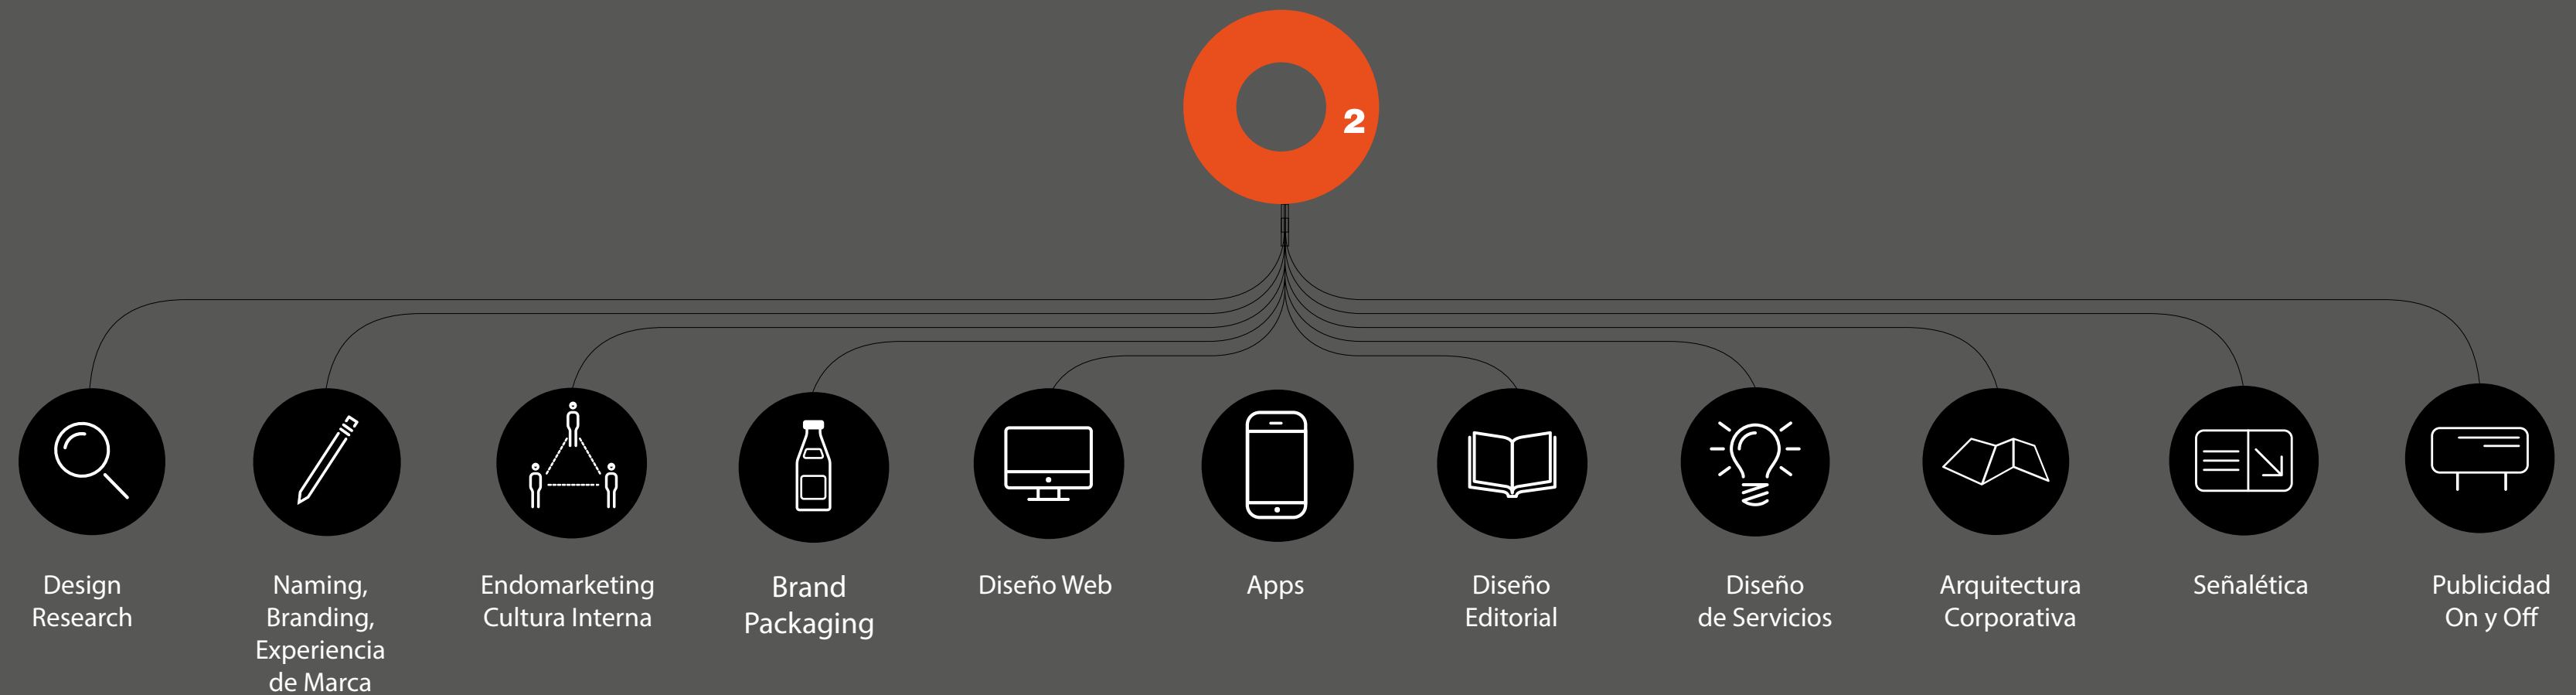 2
Design
Research
Naming,
Branding,
Experiencia
de Marca
Endomarketing
Cultura Interna
Brand
Packaging
Diseño Web
Apps
Diseño
Editorial
Diseño
de Servicios
Arquitectura
Corporativa
Señalética
Publicidad
On y Off